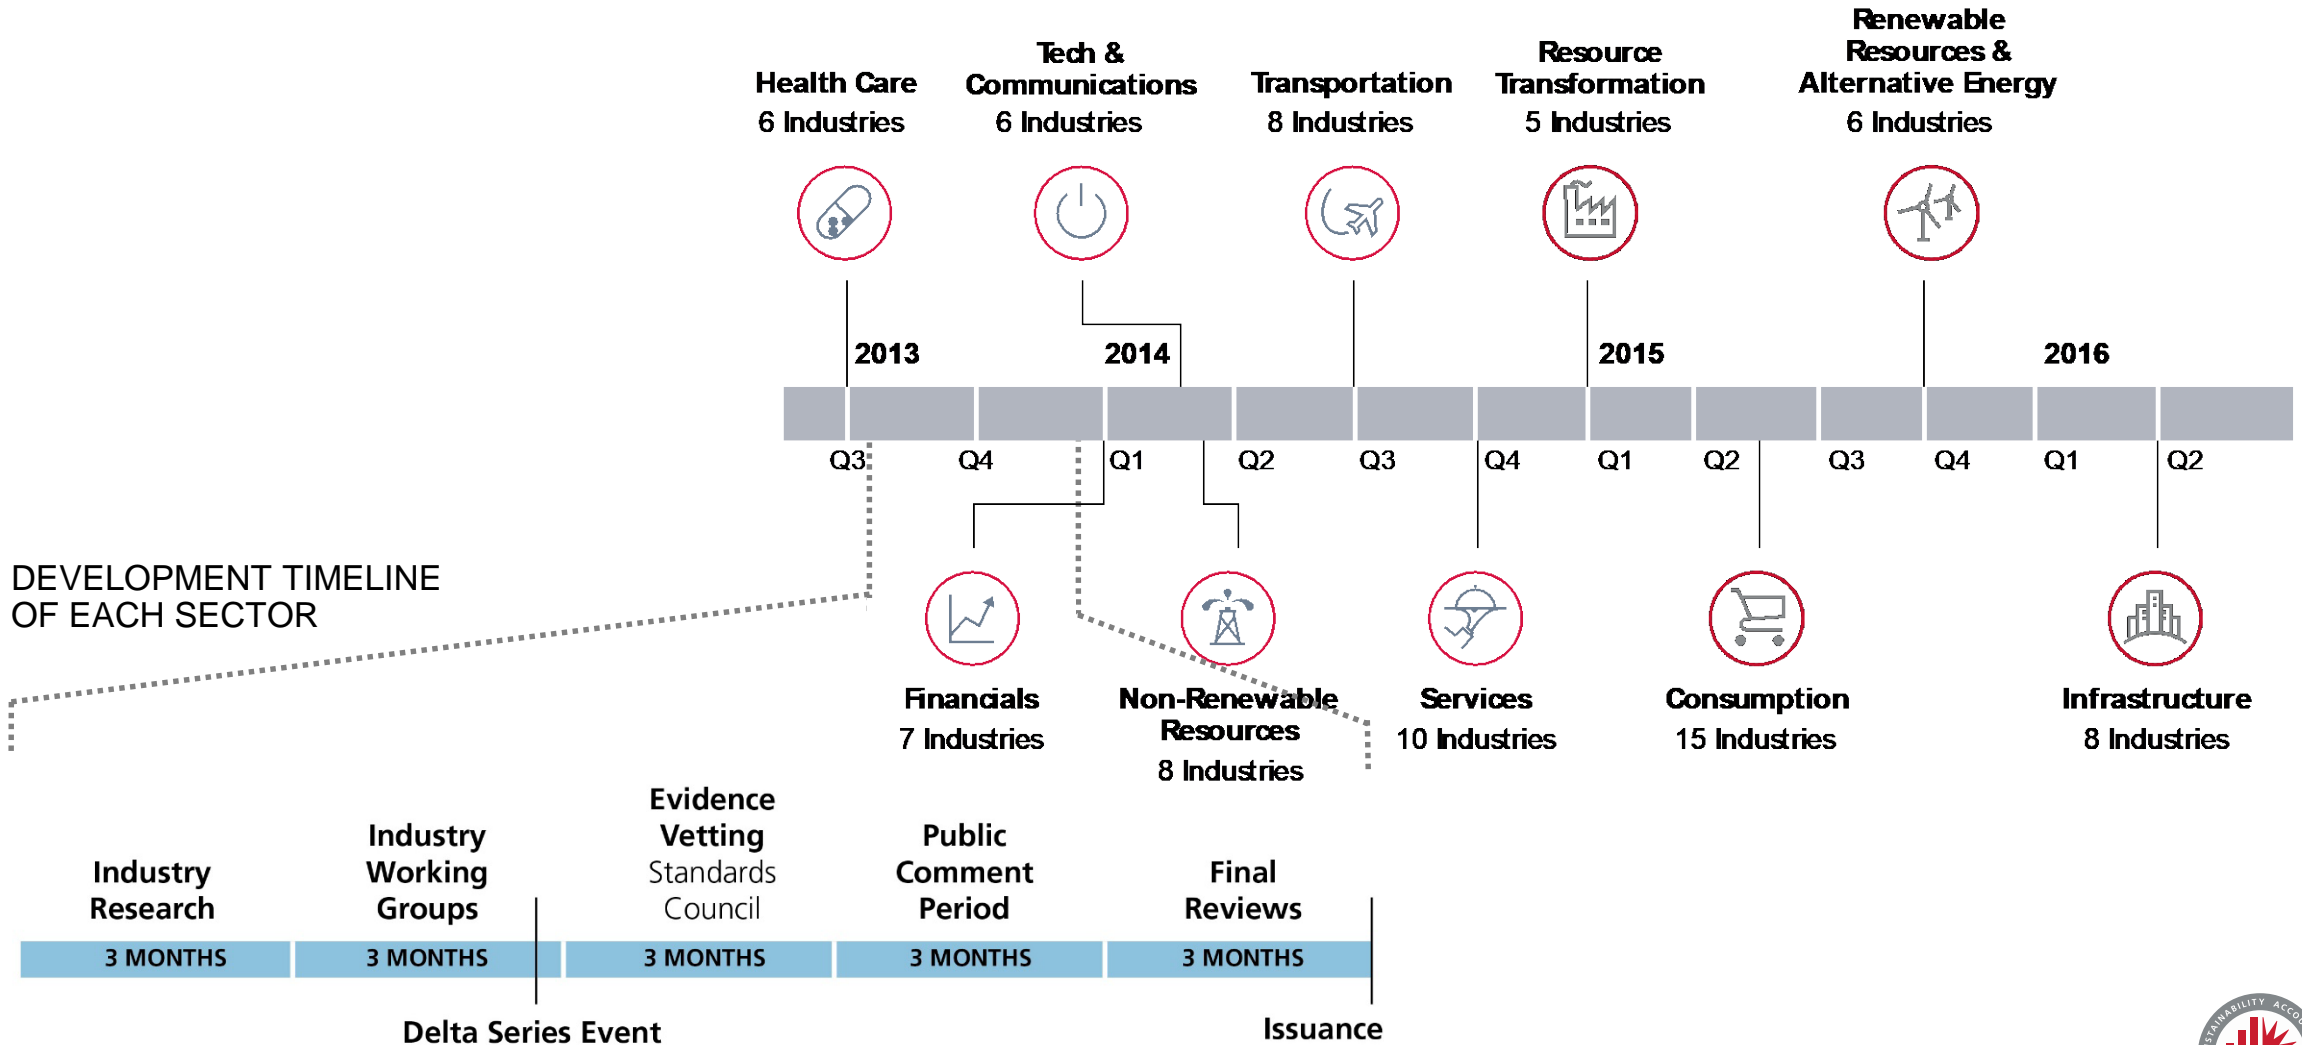 Health Care
6 Industries
Tech &
Communications
6 Industries
Transportation
8 Industries
Resource
Transformation
5 Industries
Renewable
Resources &
Alternative Energy
6 Industries
2013
2014
2015
2016
Q3
Q4
Q1
Q2
Q3
Q4
Q1
Q2
Q3
Q4
Q1
Q2
Financials
7 Industries
Non-Renewable
Resources
8 Industries
Services
10 Industries
Consumption
15 Industries
Infrastructure
8 Industries
DEVELOPMENT TIMELINE
OF EACH SECTOR
Industry
Research
3 MONTHS
Industry
Working
Groups
3 MONTHS
Evidence
Vetting
Standards
Council
3 MONTHS
Public
Comment
Period
3 MONTHS
Final
Reviews
3 MONTHS
Delta Series Event
Issuance